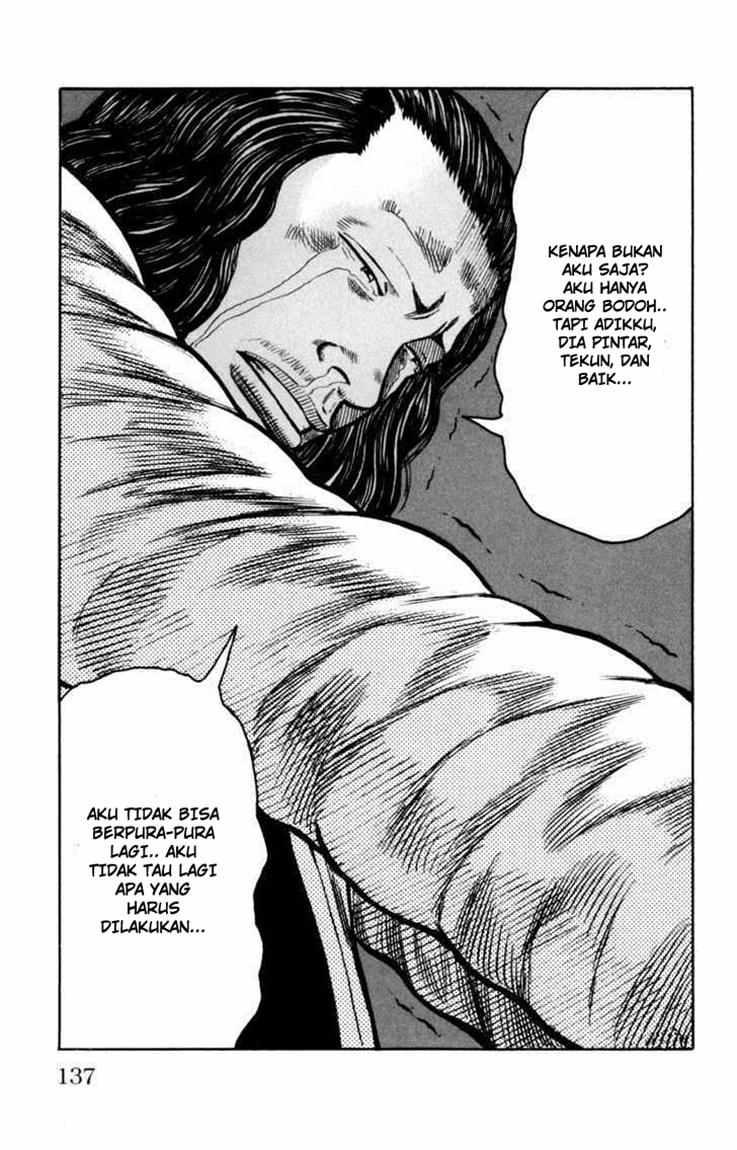 KENAPA BUKAN
AKU SAJA?
AKU HANYA
ORANG BODOH..
TAPI ADIKKU,
DIA PINTAR,
TEKUN, DAN
BAIK...
AKU TIDAK BISA
BERPURA-PURA
LAGI.. AKU
TIDAK TAU LAGI
APA YANG
HARUS
DILAKUKAN...
137